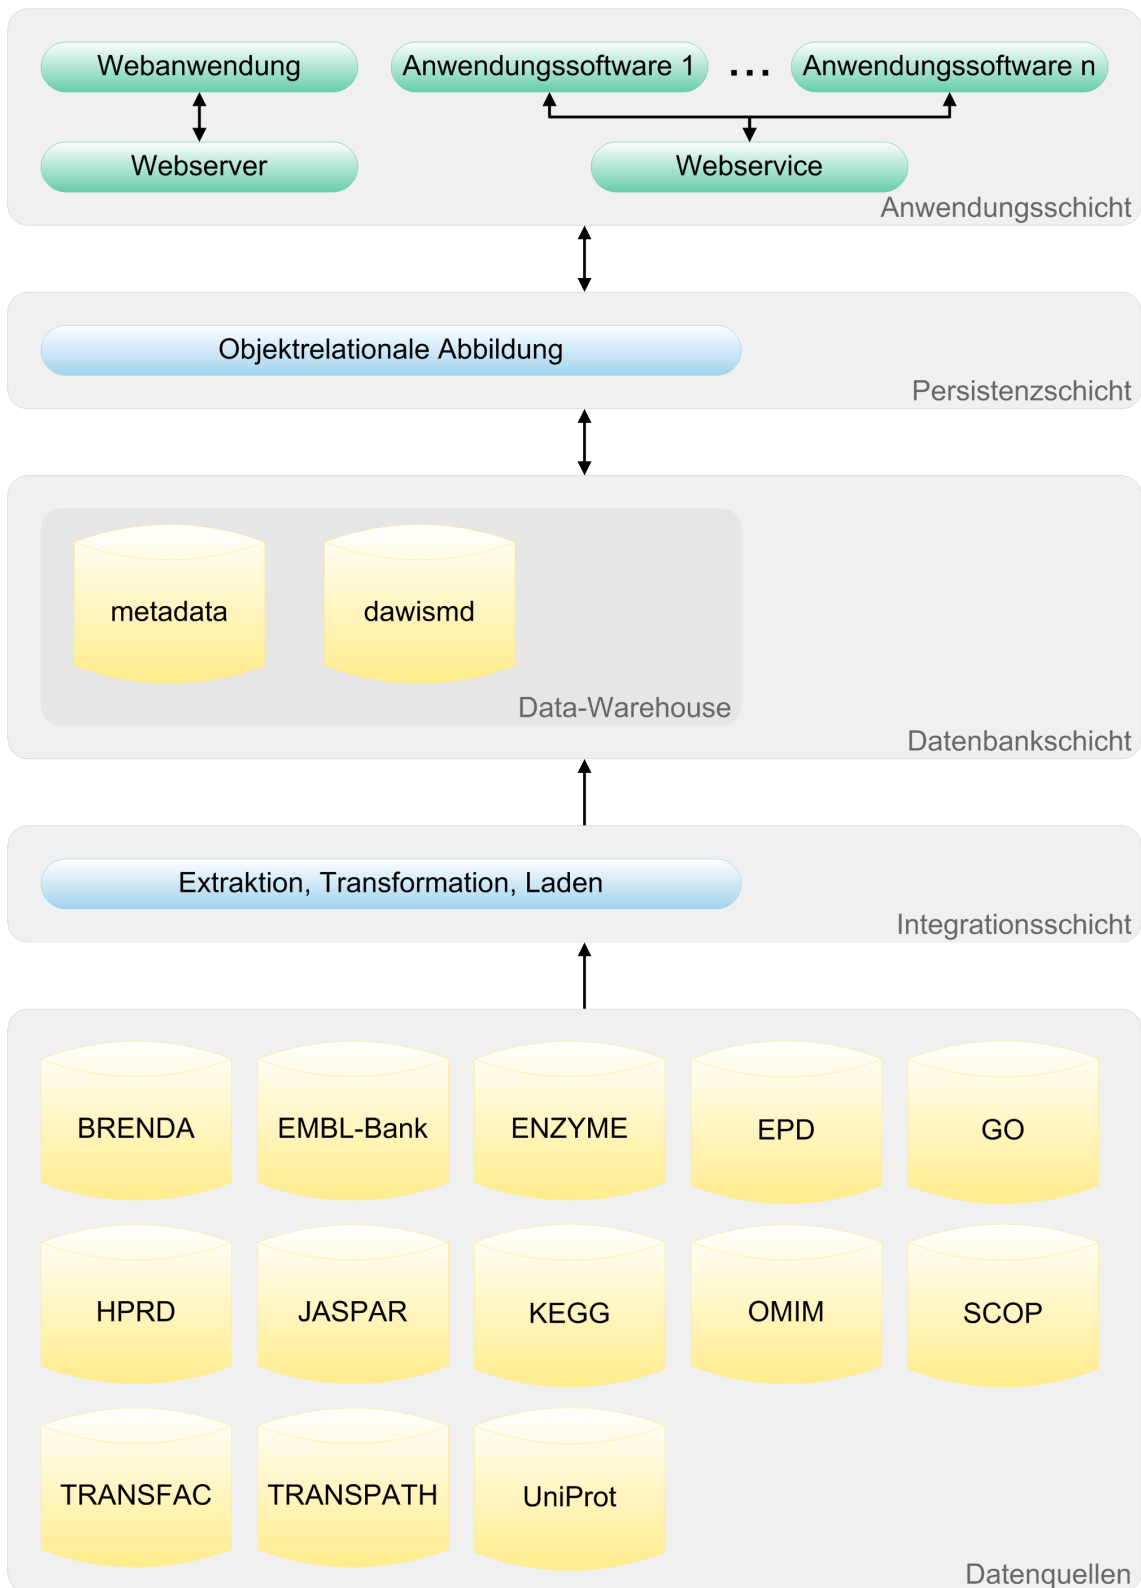 Webanwendung
Anwendungssoftware 1
...
Anwendungssoftware n
Webserver
Webservice
Anwendungsschicht
Objektrelationale Abbildung
Persistenzschicht
metadata
dawismd
Data-Warehouse
Datenbankschicht
Extraktion, Transformation, Laden
Integrationsschicht
BRENDA
EMBL-Bank
ENZYME
EPD
GO
HPRD
JASPAR
KEGG
OMIM
SCOP
TRANSFAC
TRANSPATH
UniProt
Datenquellen